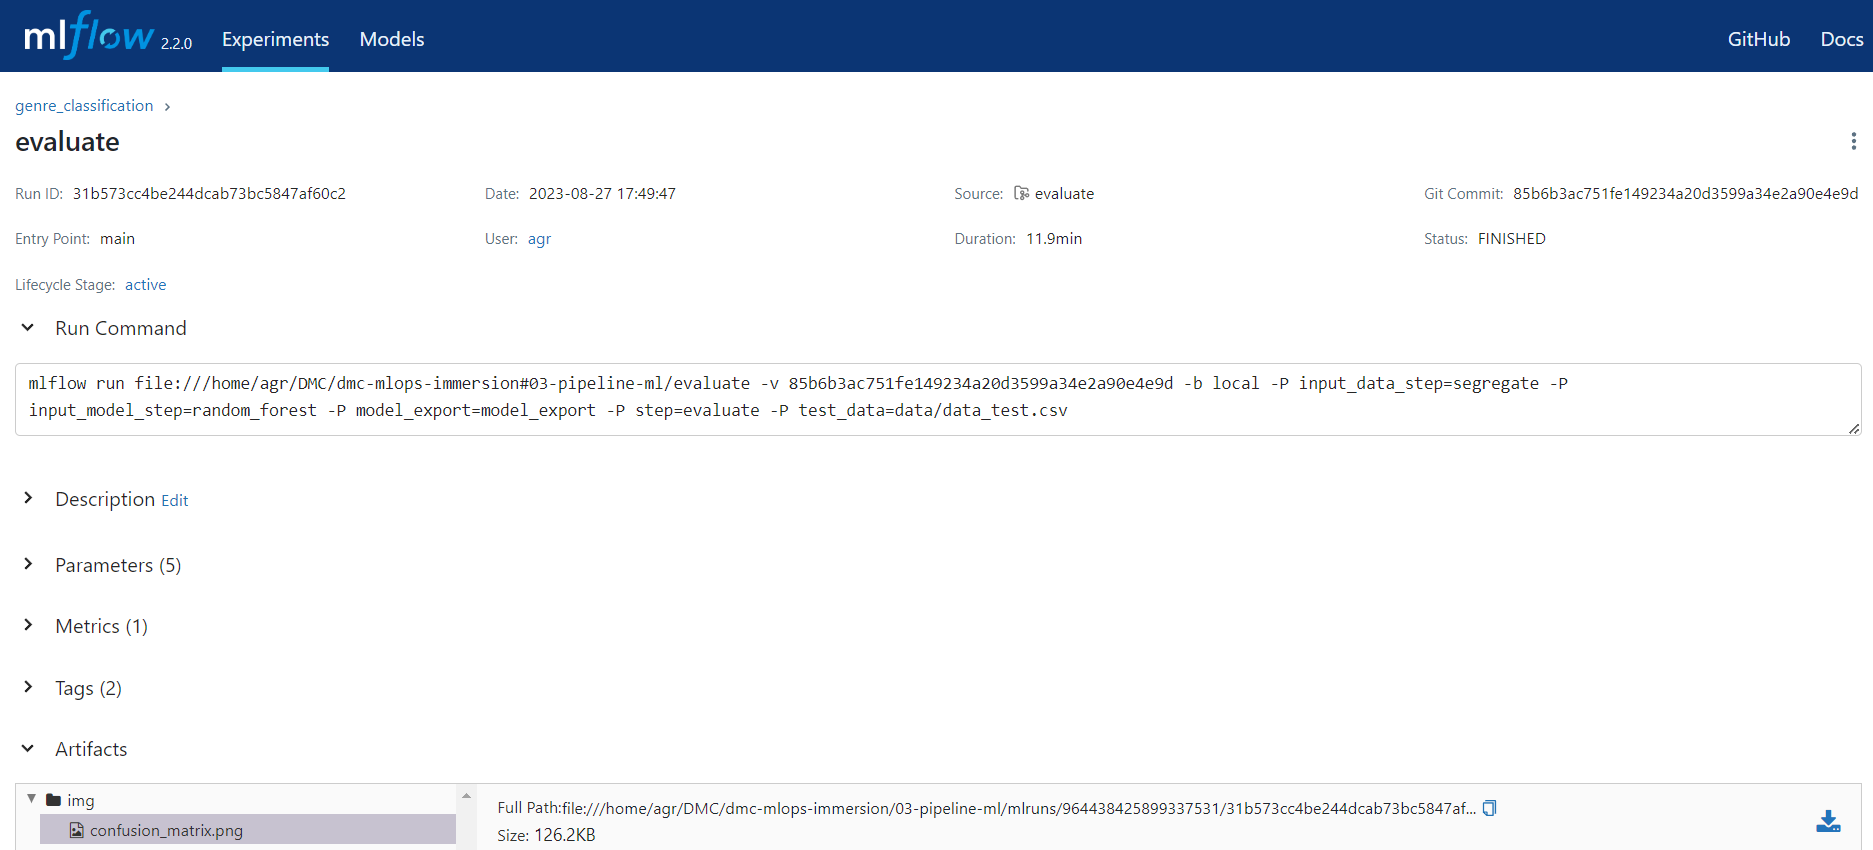 mlflow 2.2.0 Experiments Models GitHub Docs
genre_classification
evaluate
Run ID: 31b573cc4be244dcab73bc5847af60c2 Date: 2023-08-27 17:49:47 Source: evaluate Git Commit: 85b6b3ac751fe149234a20d3599a34e2a90e4e9d
Entry Point: main User: agr Duration: 11.9min Status: FINISHED
Lifecycle Stage: active
Run Command
mlflow run file:///home/agr/DMC/dmc-mlops-immersion#03-pipeline-ml/evaluate -v 85b6b3ac751fe149234a20d3599a34e2a90e4e9d -b local -P input_data_step=segregate -P
input_model_step=random_forest -P model_export=model_export -P step=evaluate -P test_data=data/data_test.csv
Description Edit
Parameters (5)
Metrics (1)
Tags (2)
Artifacts
img
confusion_matrix.png
Full Path:file:///home/agr/DMC/dmc-mlops-immersion/03-pipeline-ml/mlruns/964438425899337531/31b573cc4be244dcab73bc5847af...
Size: 126.2KB